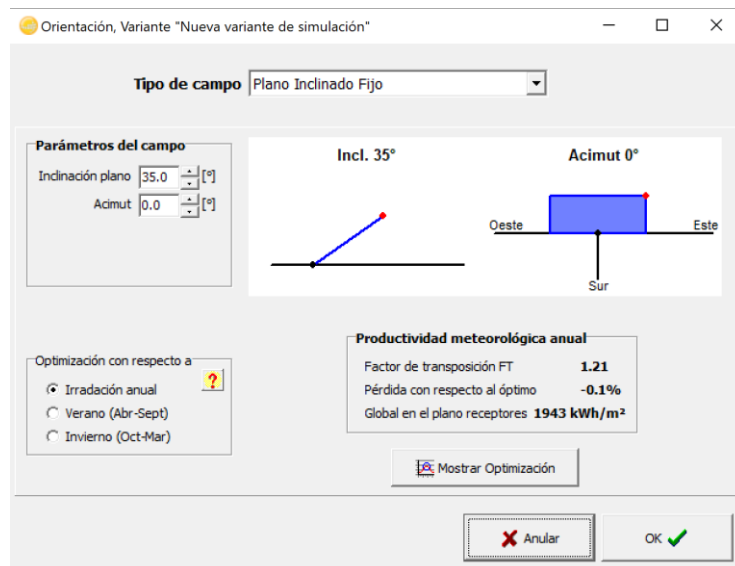 Orientación, Variante "Nueva variante de simulación"
Tipo de campo Plano Inclinado Fijo
Parámetros del campo
Inclinación plano 35.0 [º]
Acimut 0.0 [º]
Incl. 35° Acimut 0°
Oeste Este
Sur
Optimización con respecto a
?
Irradación anual
Verano (Abr-Sept)
Invierno (Oct-Mar)
Productividad meteorológica anual
Factor de transposición FT 1.21
Pérdida con respecto al óptimo -0.1%
Global en el plano receptores 1943 kWh/m²
Mostrar Optimización
Anular OK